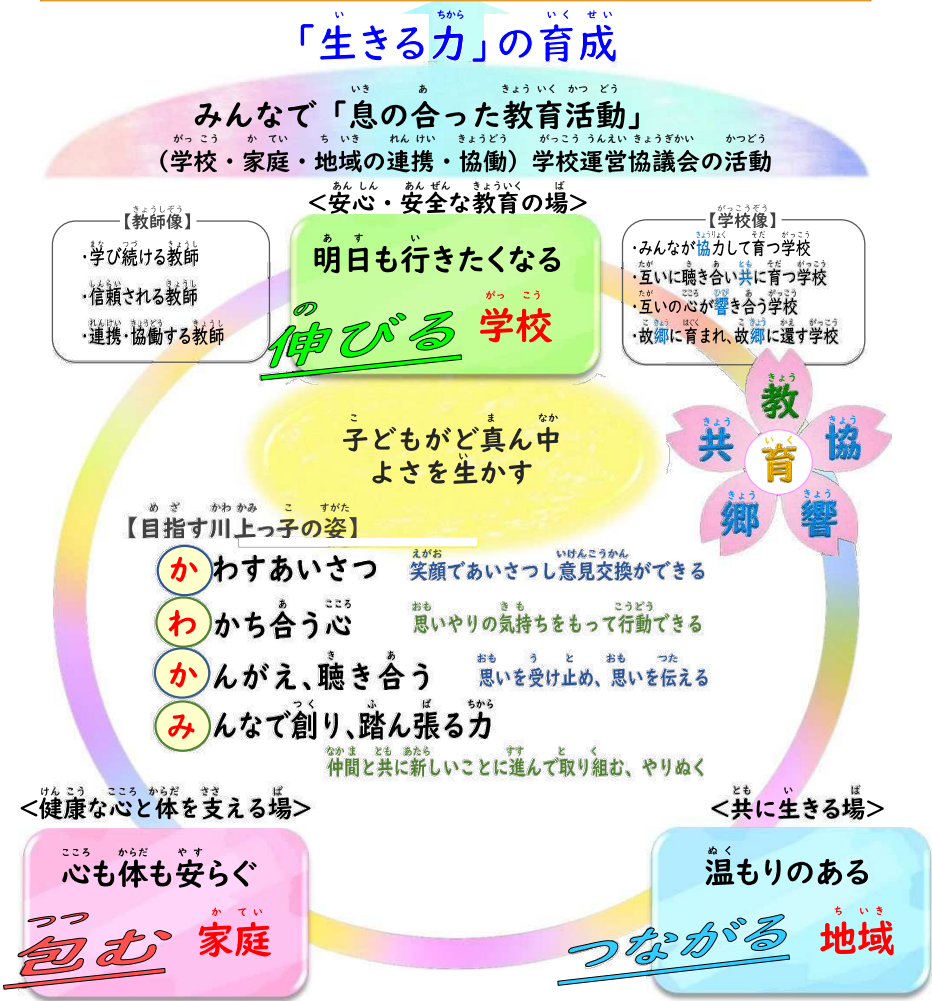 「生きる力」の育成
みんなで「息の合った教育活動」
(学校・家庭・地域の連携・協働)学校運営協議会の活動
<安心・安全な教育の場>
【教師像】
・学び続ける教師
・信頼される教師
・連携・協働する教師
明日も行きたくなる
伸びる 学校
【学校像】
・みんなが協力して育つ学校
・互いに聴き合い共に育つ学校
・互いの心が響き合う学校
・故郷に育まれ、故郷に還す学校
教
共
育
協
郷
響
子どもがど真ん中
よさを生かす
【目指す川上っ子の姿】
かわすあいさつ 笑顔であいさつし意見交換ができる
わかち合う心 思いやりの気持ちをもって行動できる
かんがえ、聴き合う 思いを受け止め、思いを伝える
みんなで創り、踏ん張る力
仲間と共に新しいことに進んで取り組む、やりぬく
<健康な心と体を支える場>
心も体も安らぐ
包む 家庭
<共に生きる場>
温もりのある
つながる 地域